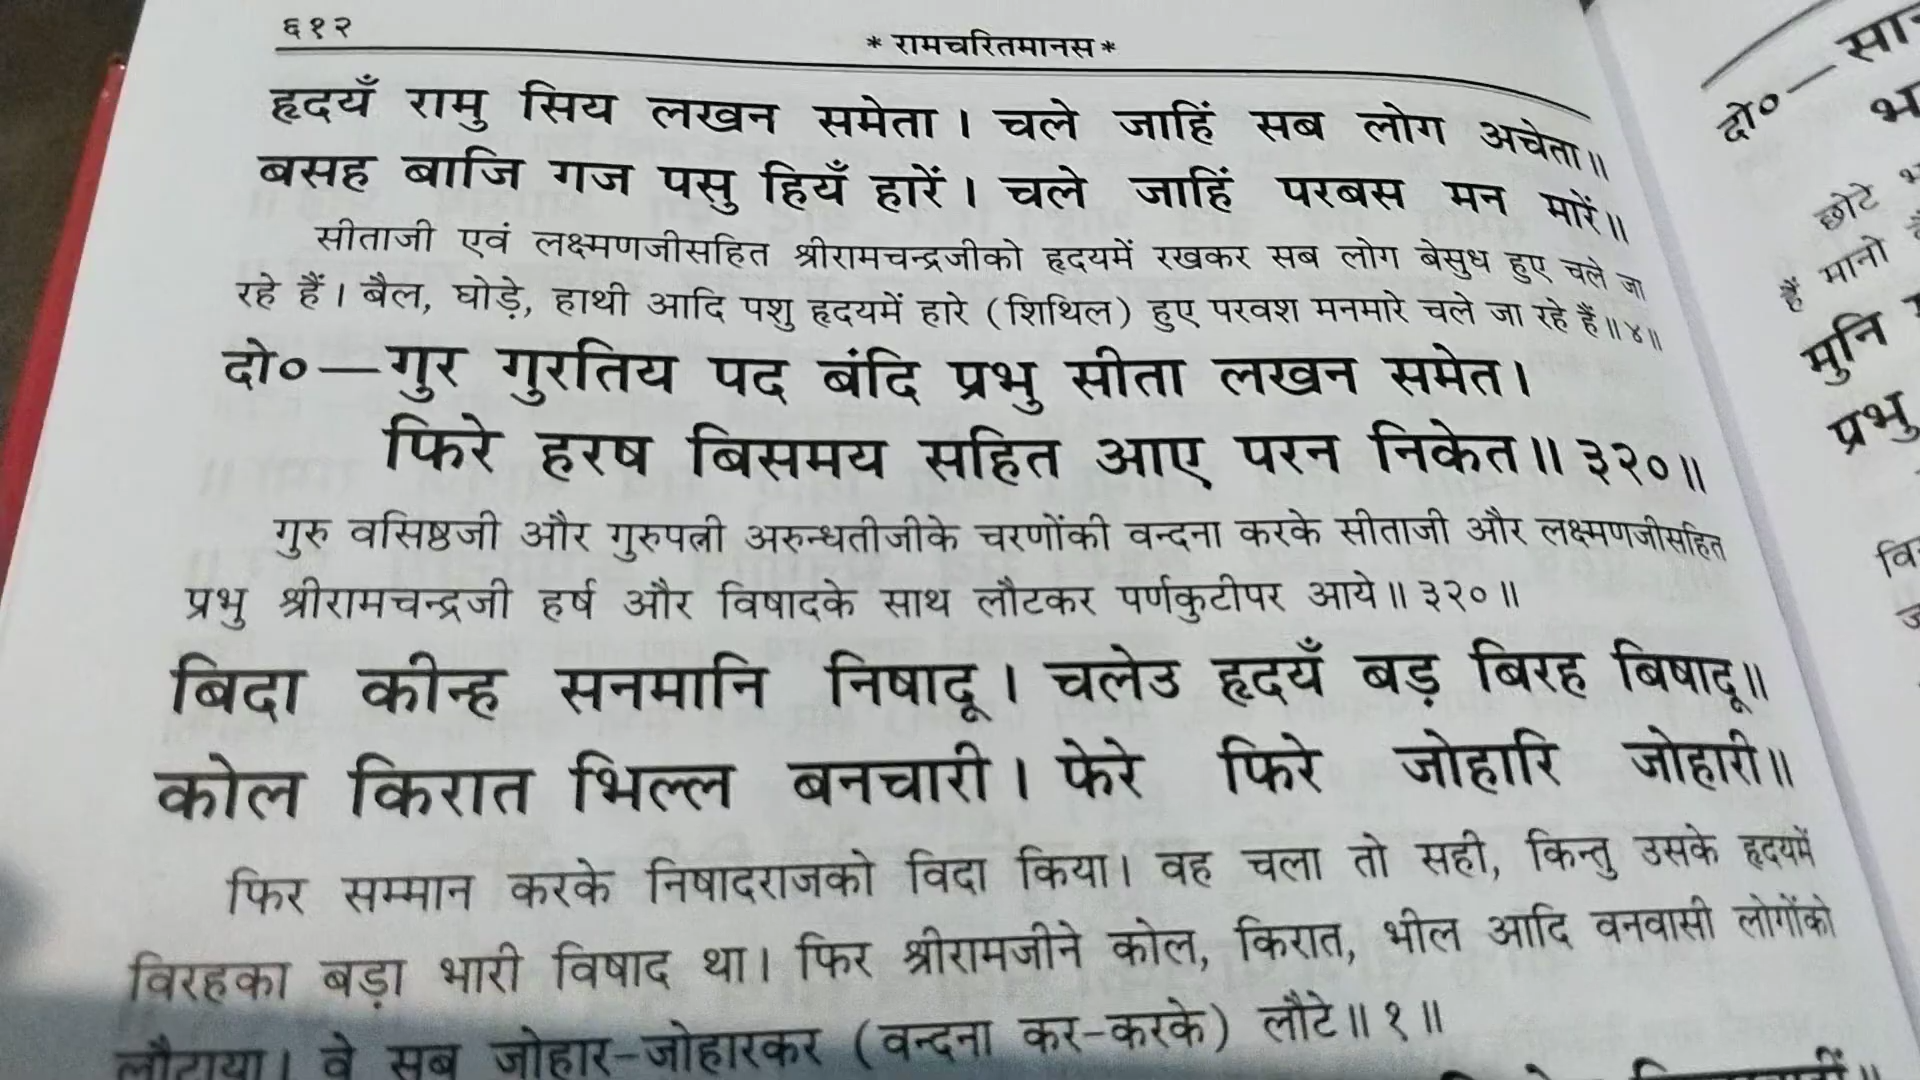 ६१२
* रामचरितमानस *
हृदयँ रामु सिय लखन समेता। चले जाहिं सब लोग अचेता॥
बसह बाजि गज पसु हियँ हारें। चले जाहिं परबस मन मारें॥
सीताजी एवं लक्ष्मणजीसहित श्रीरामचन्द्रजीको हृदयमें रखकर सब लोग बेसुध हुए चले जा
रहे हैं। बैल, घोड़े, हाथी आदि पशु हृदयमें हारे (शिथिल) हुए परवश मनमारे चले जा रहे हैं॥४॥
दो०—गुर गुरतिय पद बंदि प्रभु सीता लखन समेत।
फिरे हरष बिसमय सहित आए परन निकेत॥ ३२०॥
गुरु वसिष्ठजी और गुरुपत्नी अरुन्धतीजीके चरणोंकी वन्दना करके सीताजी और लक्ष्मणजीसहित
प्रभु श्रीरामचन्द्रजी हर्ष और विषादके साथ लौटकर पर्णकुटीपर आये॥ ३२०॥
बिदा कीन्ह सनमानि निषादू। चलेउ हृदयँ बड़ बिरह बिषादू॥
कोल किरात भिल्ल बनचारी। फेरे फिरे जोहारि जोहारी॥
फिर सम्मान करके निषादराजको विदा किया। वह चला तो सही, किन्तु उसके हृदयमें
विरहका बड़ा भारी विषाद था। फिर श्रीरामजीने कोल, किरात, भील आदि वनवासी लोगोंको
लौटाया। वे सब जोहार-जोहारकर (वन्दना कर-करके) लौटे॥ १॥
दो०—
छोटे
हैं मानो
मुनि
प्रभु